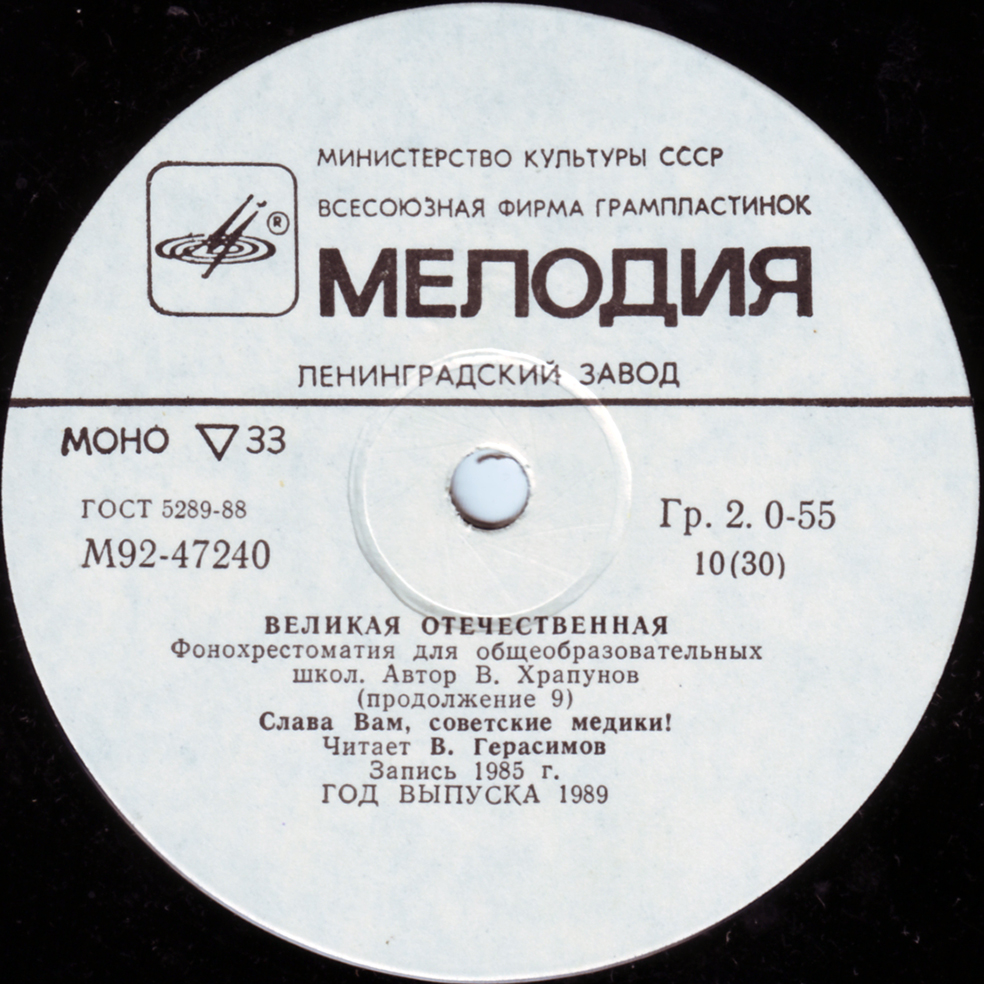 МИНИСТЕРСТВО КУЛЬТУРЫ СССР
ВСЕСОЮЗНАЯ ФИРМА ГРАМПЛАСТИНОК
®
МЕЛОДИЯ
ЛЕНИНГРАДСКИЙ ЗАВОД
МОНО ▽ 33
ГОСТ 5289-88
М92-47240
Гр. 2. 0-55
10(30)
ВЕЛИКАЯ ОТЕЧЕСТВЕННАЯ
Фонохрестоматия для общеобразовательных
школ. Автор В. Храпунов
(продолжение 9)
Слава Вам, советские медики!
Читает В. Герасимов
Запись 1985 г.
ГОД ВЫПУСКА 1989